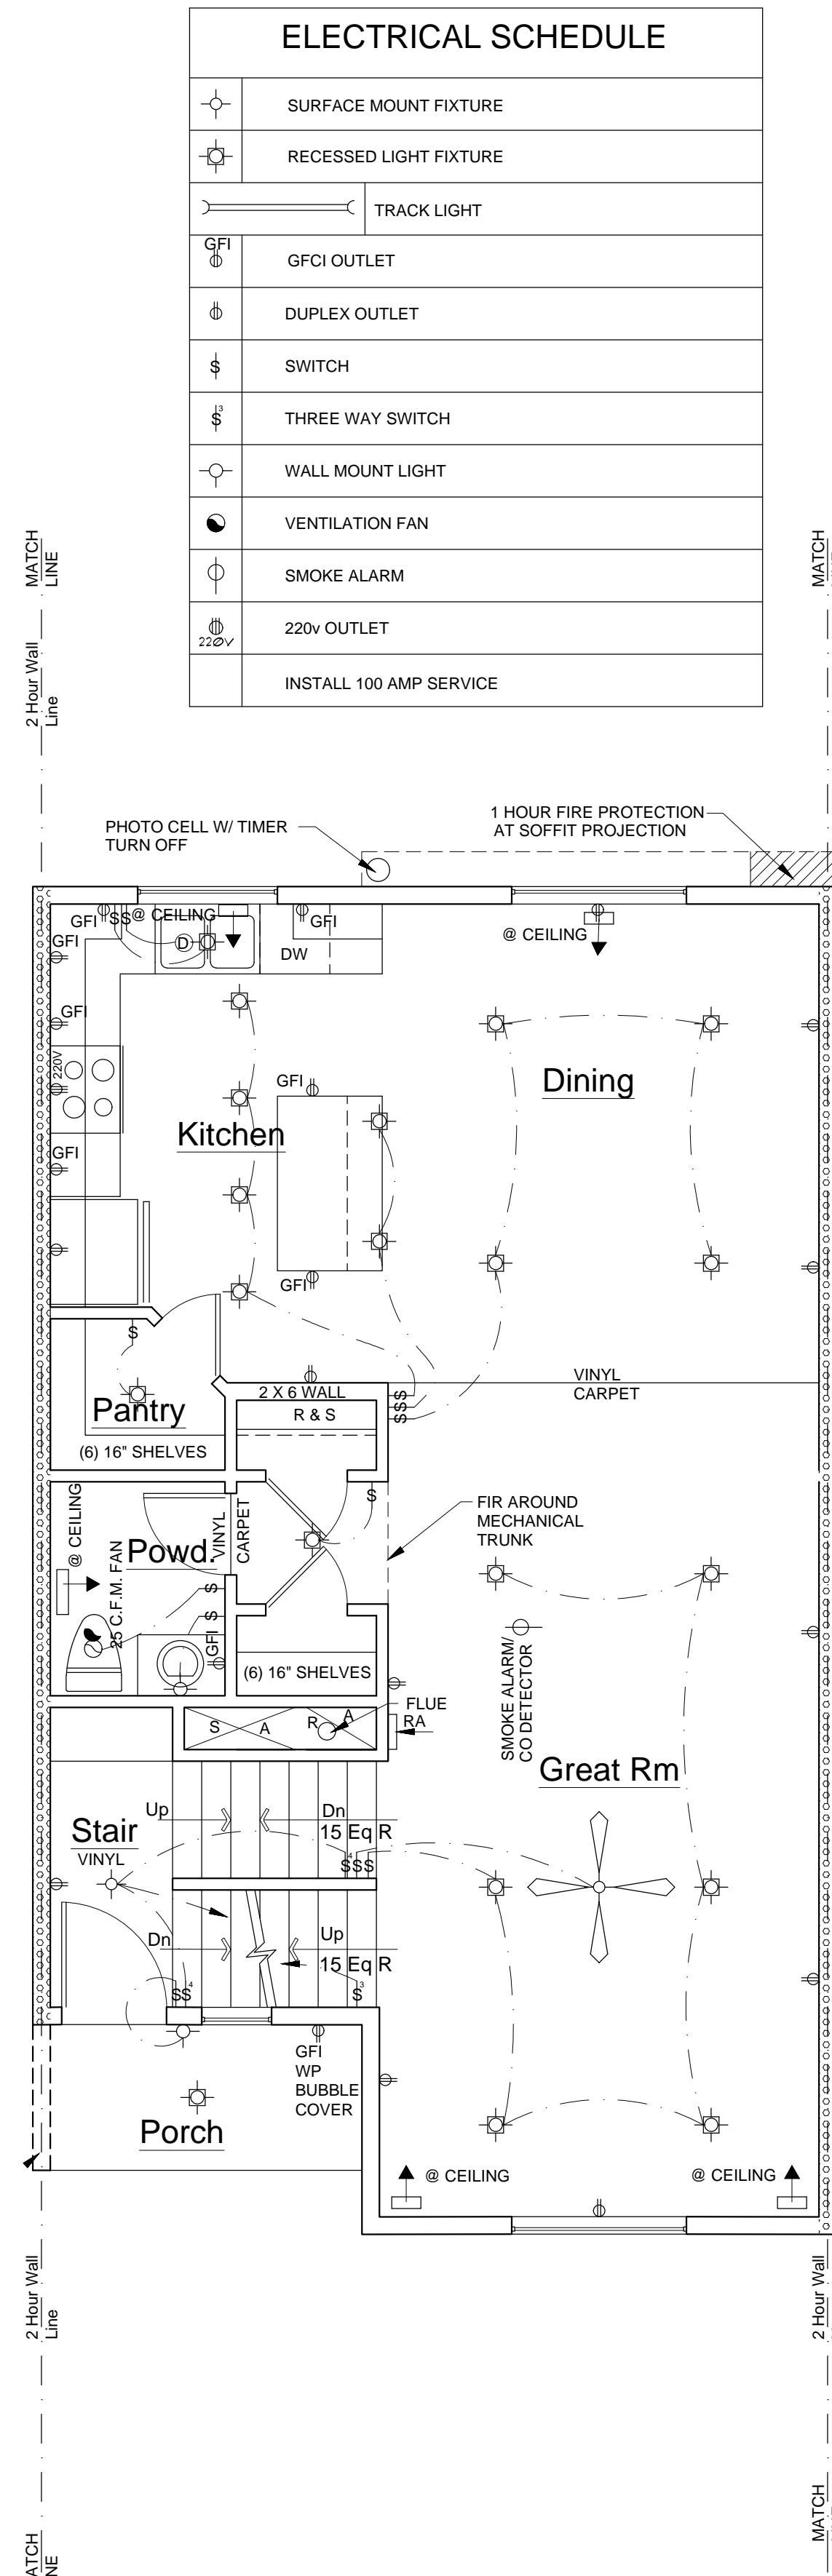 ELECTRICAL SCHEDULE
SURFACE MOUNT FIXTURE
RECESSED LIGHT FIXTURE
TRACK LIGHT
GFI
GFCI OUTLET
DUPLEX OUTLET
S
SWITCH
S3
THREE WAY SWITCH
WALL MOUNT LIGHT
VENTILATION FAN
SMOKE ALARM
220V
220v OUTLET
INSTALL 100 AMP SERVICE
MATCH
LINE
MATCH
2 Hour Wall
Line
PHOTO CELL W/ TIMER
TURN OFF
1 HOUR FIRE PROTECTION
AT SOFFIT PROJECTION
GFI
SS
@ CEILING
GFI
@ CEILING
GFI
D
DW
GFI
220V
GFI
Dining
Kitchen
GFI
GFI
S
VINYL
CARPET
2 X 6 WALL
R & S
SSS
Pantry
(6) 16" SHELVES
S
@ CEILING
VINYL
CARPET
FIR AROUND
MECHANICAL
TRUNK
Powd.
25 C.F.M. FAN
S
S
GFI
SMOKE ALARM/
CO DETECTOR
(6) 16" SHELVES
FLUE
S A
R A
RA
Great Rm
Up
Dn
15 Eq R
Stair
VINYL
S4SS
Dn
Up
15 Eq R
SS4
S3
GFI
WP
BUBBLE
COVER
Porch
@ CEILING
@ CEILING
2 Hour Wall
Line
2 Hour Wall
MATCH